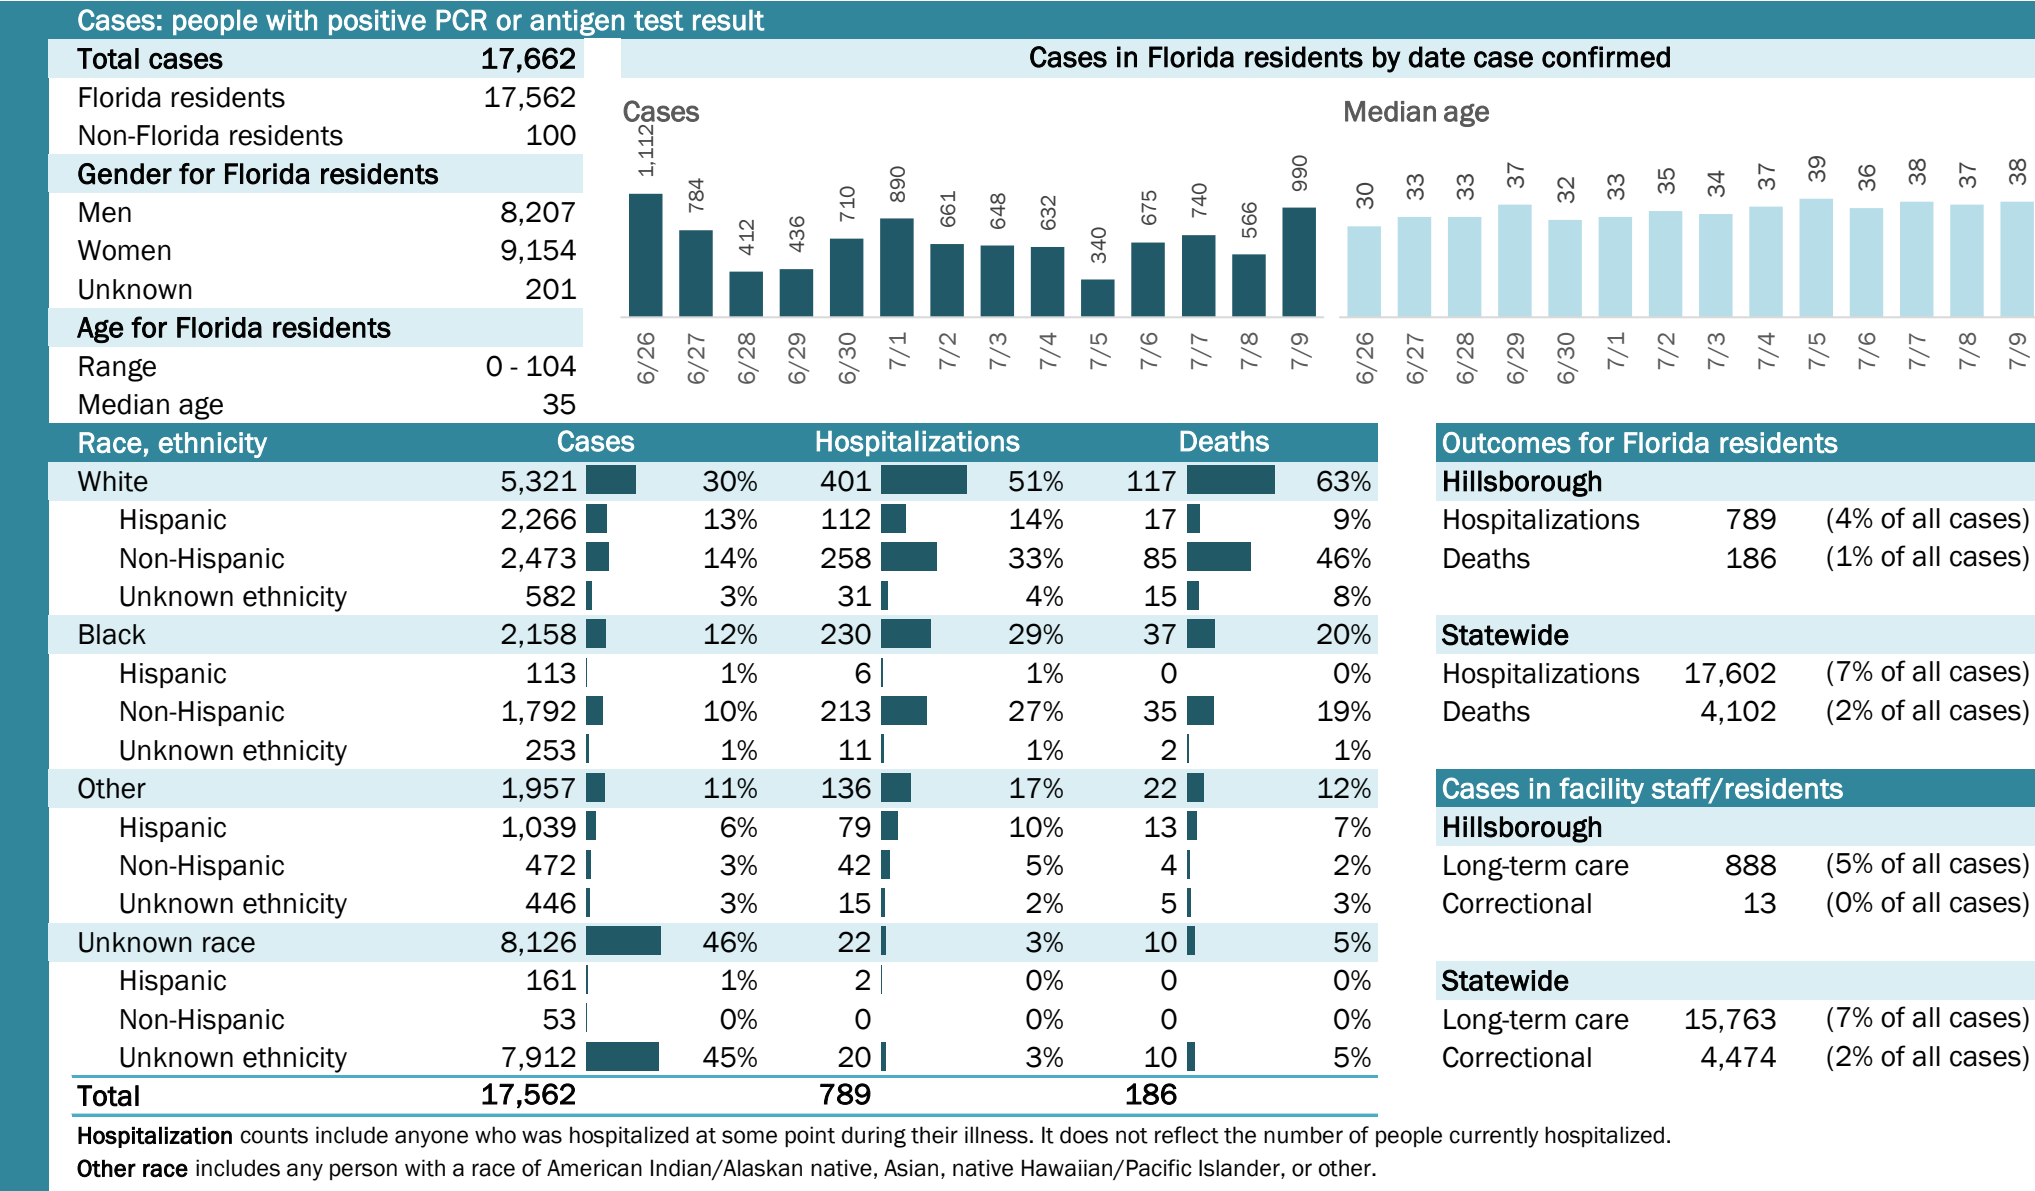 Cases: people with positive PCR or antigen test result
Total cases 17,662
Florida residents 17,562
Non-Florida residents 100
Gender for Florida residents
Men 8,207
Women 9,154
Unknown 201
Age for Florida residents
Range 0 - 104
Median age 35
Cases in Florida residents by date case confirmed
Cases
1,112 784 412 436 710 890 661 648 632 340 675 740 566 990
6/26 6/27 6/28 6/29 6/30 7/1 7/2 7/3 7/4 7/5 7/6 7/7 7/8 7/9
Median age
30 33 33 37 32 33 35 34 37 39 36 38 37 38
6/26 6/27 6/28 6/29 6/30 7/1 7/2 7/3 7/4 7/5 7/6 7/7 7/8 7/9
Race, ethnicity Cases Hospitalizations Deaths
White 5,321 30% 401 51% 117 63%
Hispanic 2,266 13% 112 14% 17 9%
Non-Hispanic 2,473 14% 258 33% 85 46%
Unknown ethnicity 582 3% 31 4% 15 8%
Black 2,158 12% 230 29% 37 20%
Hispanic 113 1% 6 1% 0 0%
Non-Hispanic 1,792 10% 213 27% 35 19%
Unknown ethnicity 253 1% 11 1% 2 1%
Other 1,957 11% 136 17% 22 12%
Hispanic 1,039 6% 79 10% 13 7%
Non-Hispanic 472 3% 42 5% 4 2%
Unknown ethnicity 446 3% 15 2% 5 3%
Unknown race 8,126 46% 22 3% 10 5%
Hispanic 161 1% 2 0% 0 0%
Non-Hispanic 53 0% 0 0% 0 0%
Unknown ethnicity 7,912 45% 20 3% 10 5%
Total 17,562 789 186
Outcomes for Florida residents
Hillsborough
Hospitalizations 789 (4% of all cases)
Deaths 186 (1% of all cases)
Statewide
Hospitalizations 17,602 (7% of all cases)
Deaths 4,102 (2% of all cases)
Cases in facility staff/residents
Hillsborough
Long-term care 888 (5% of all cases)
Correctional 13 (0% of all cases)
Statewide
Long-term care 15,763 (7% of all cases)
Correctional 4,474 (2% of all cases)
Hospitalization counts include anyone who was hospitalized at some point during their illness. It does not reflect the number of people currently hospitalized.
Other race includes any person with a race of American Indian/Alaskan native, Asian, native Hawaiian/Pacific Islander, or other.